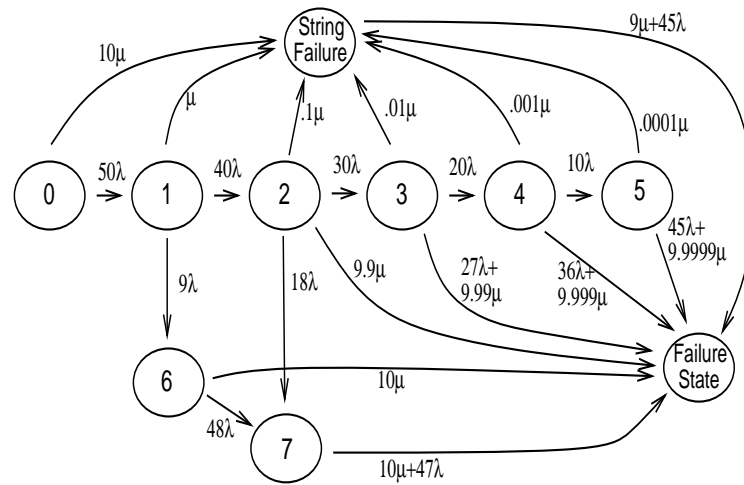 String
Failure
9μ+45λ
10μ
μ
.1μ
.01μ
.001μ
.0001μ
0
50λ
1
40λ
2
30λ
3
20λ
4
10λ
5
9λ
18λ
9.9μ
27λ+
9.99μ
36λ+
9.999μ
45λ+
9.9999μ
6
10μ
Failure
State
48λ
7
10μ+47λ